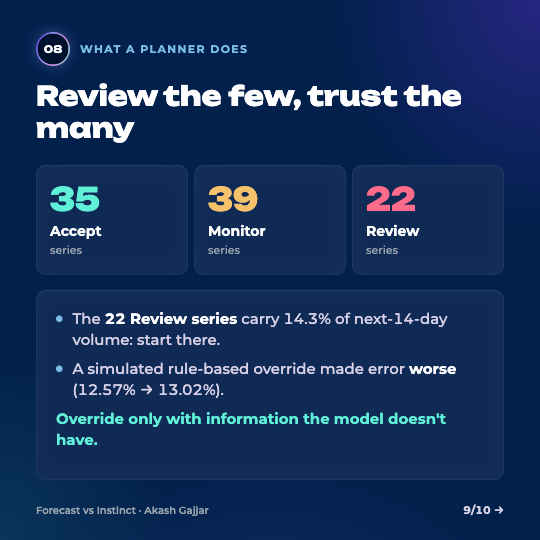 08 WHAT A PLANNER DOES
Review the few, trust the
many
35 39 22
Accept Monitor Review
series series series
• The 22 Review series carry 14.3% of next-14-day
volume: start there.
• A simulated rule-based override made error worse
(12.57% → 13.02%).
Override only with information the model doesn't
have.
Forecast vs Instinct · Akash Gajjar 9/10 →